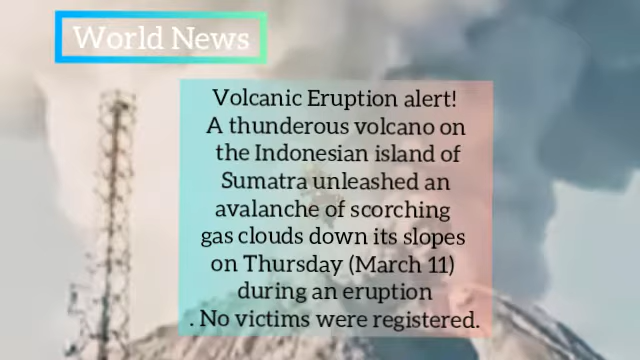 World News
Volcanic Eruption alert!
A thunderous volcano on
the Indonesian island of
Sumatra unleashed an
avalanche of scorching
gas clouds down its slopes
on Thursday (March 11)
during an eruption
. No victims were registered.